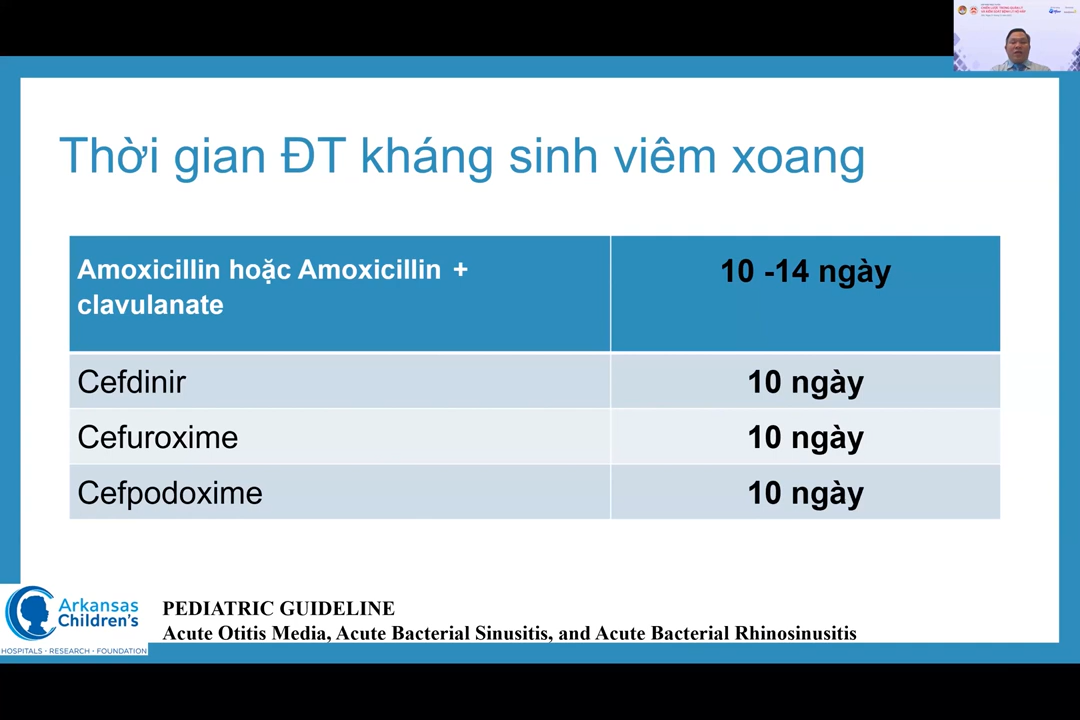 Thời gian ĐT kháng sinh viêm xoang
Amoxicillin hoặc Amoxicillin +
clavulanate
10 -14 ngày
Cefdinir
10 ngày
Cefuroxime
10 ngày
Cefpodoxime
10 ngày
Arkansas
Children's
HOSPITALS • RESEARCH • FOUNDATION
PEDIATRIC GUIDELINE
Acute Otitis Media, Acute Bacterial Sinusitis, and Acute Bacterial Rhinosinusitis